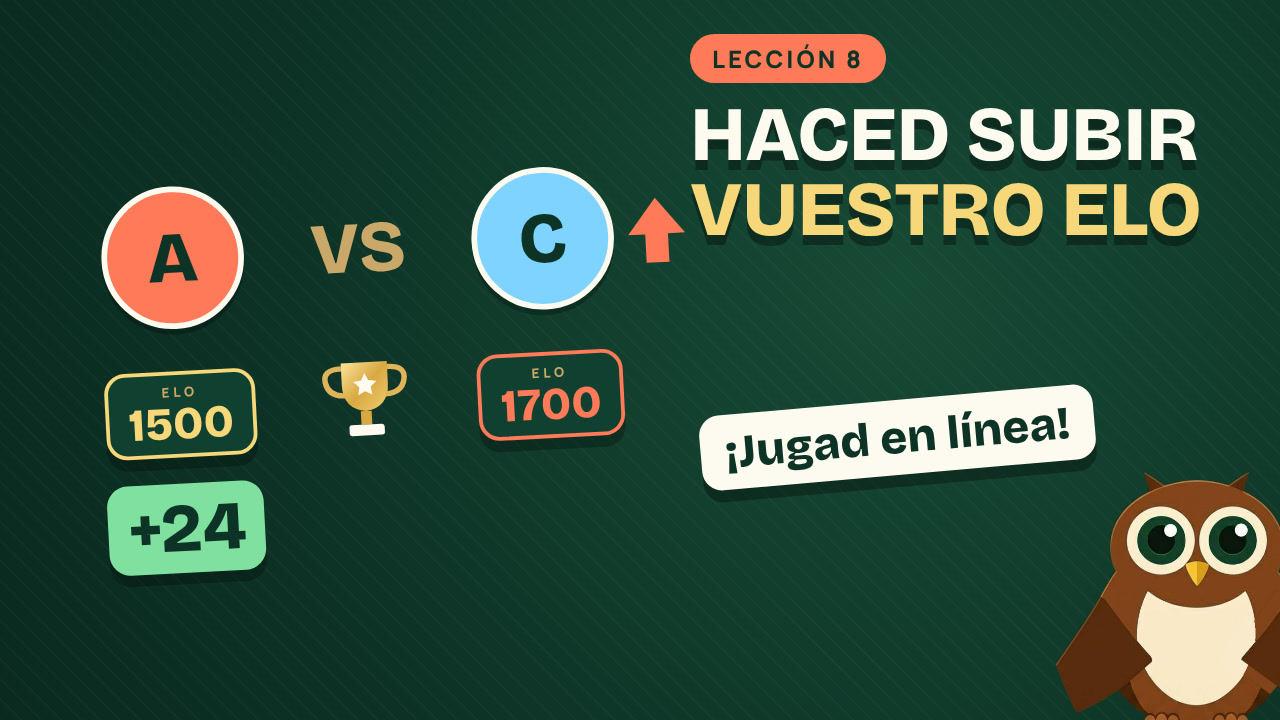 LECCIÓN 8
HACED SUBIR
VUESTRO ELO
A VS C
ELO
1500
ELO
1700
+24
¡Jugad en línea!